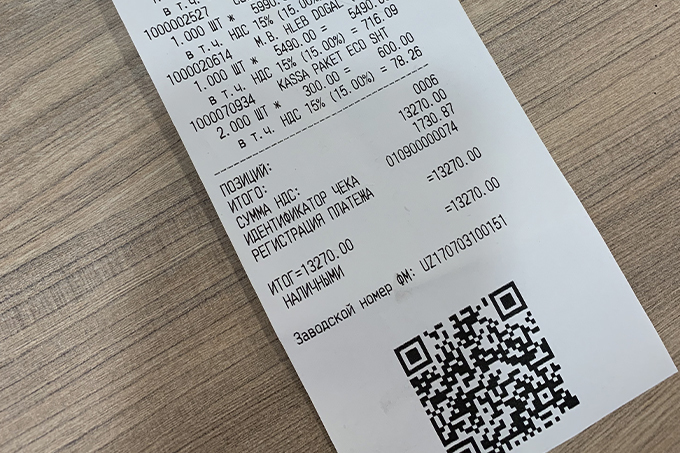 в т.ч.
1000002527
1.000 ШТ * 5990.
в т.ч. НДС 15% (15.00%)
1000020614 M.B. HLEB DOGAL
1.000 ШТ * 5490.00 = 5490.00
в т.ч. НДС 15% (15.00%) = 716.09
1000070934 KASSA PAKET ECO SHT
2.000 ШТ * 300.00 = 600.00
в т.ч. НДС 15% (15.00%) = 78.26
ПОЗИЦИЙ: 0006
ИТОГО: 13270.00
СУММА НДС: 1730.87
ИДЕНТИФИКАТОР ЧЕКА 010900000074
РЕГИСТРАЦИЯ ПЛАТЕЖА
=13270.00
ИТОГ=13270.00
НАЛИЧНЫМИ =13270.00
Заводской номер ФМ: UZ170703100151